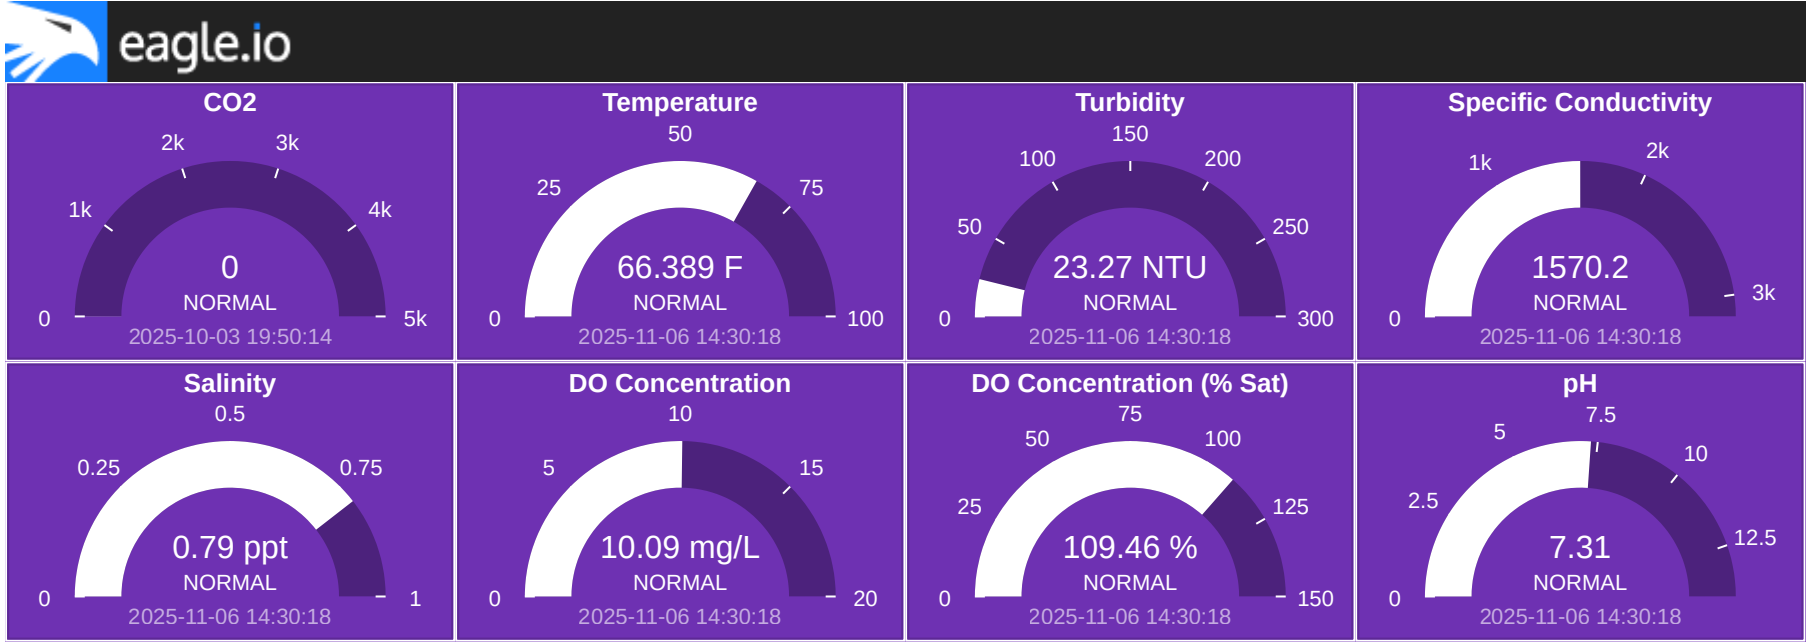 eagle.io
CO2
0
1k
2k
3k
4k
5k
0
NORMAL
2025-10-03 19:50:14
Temperature
0
25
50
75
100
66.389 F
NORMAL
2025-11-06 14:30:18
Turbidity
0
50
100
150
200
250
300
23.27 NTU
NORMAL
2025-11-06 14:30:18
Specific Conductivity
0
1k
2k
3k
1570.2
NORMAL
2025-11-06 14:30:18
Salinity
0
0.25
0.5
0.75
1
0.79 ppt
NORMAL
2025-11-06 14:30:18
DO Concentration
0
5
10
15
20
10.09 mg/L
NORMAL
2025-11-06 14:30:18
DO Concentration (% Sat)
0
25
50
75
100
125
150
109.46 %
NORMAL
2025-11-06 14:30:18
pH
0
2.5
5
7.5
10
12.5
7.31
NORMAL
2025-11-06 14:30:18